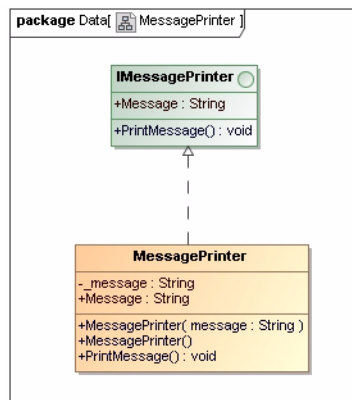 package Data[ MessagePrinter ]
IMessagePrinter
+Message : String
+PrintMessage() : void
MessagePrinter
-_message : String
+Message : String
+MessagePrinter( message : String )
+MessagePrinter()
+PrintMessage() : void